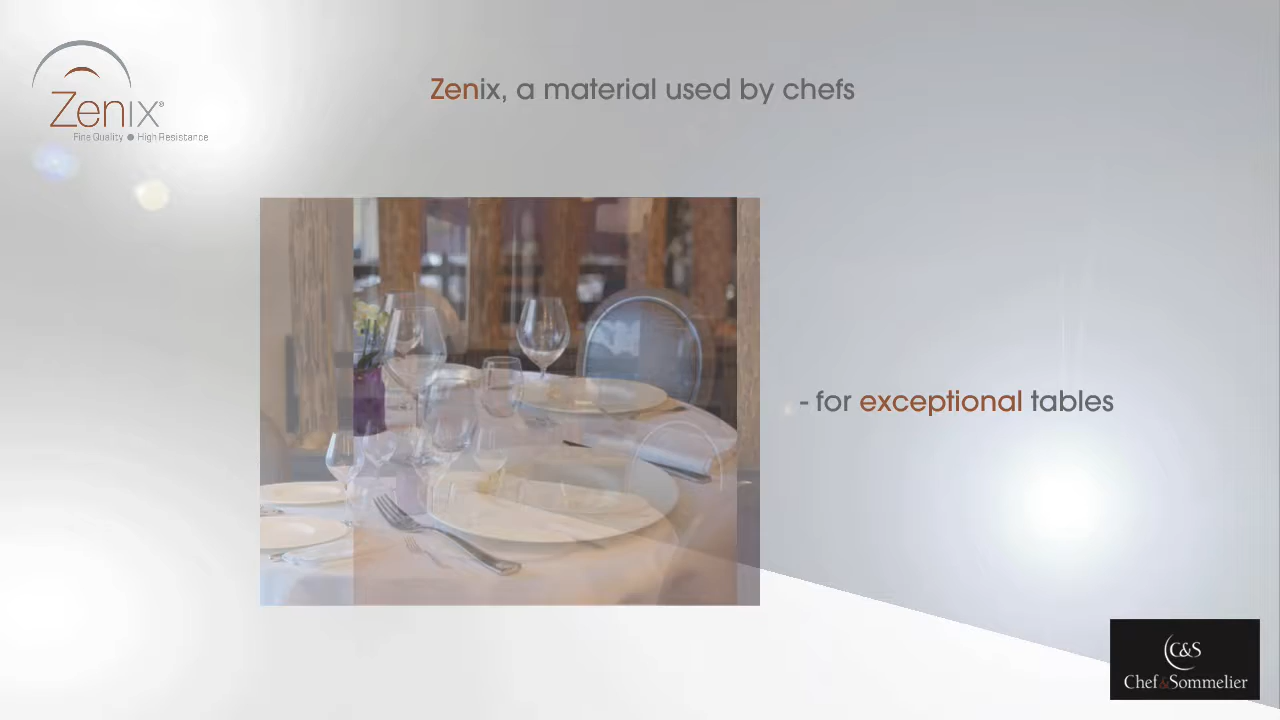 Zenix®
Fine Quality ● High Resistance
Zenix, a material used by chefs
- for exceptional tables
C&S
Chef&Sommelier